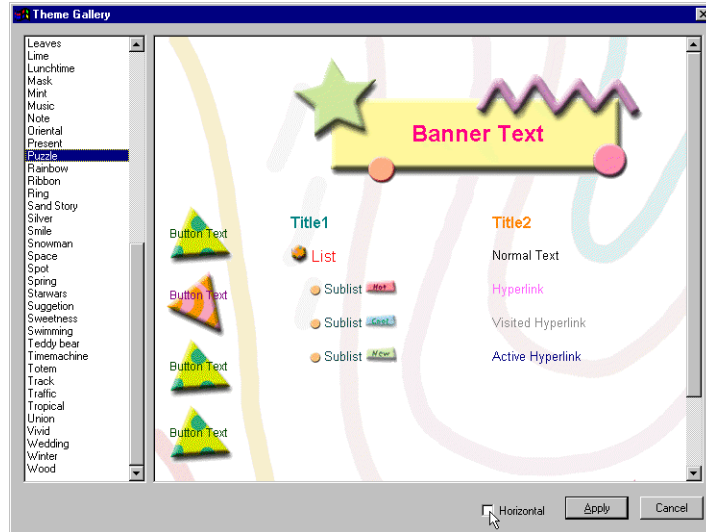 Theme Gallery
Leaves
Lime
Lunchtime
Mask
Mint
Music
Note
Oriental
Present
Puzzle
Rainbow
Ribbon
Ring
Sand Story
Silver
Smile
Snowman
Space
Spot
Spring
Starwars
Suggetion
Sweetness
Swimming
Teddy bear
Timemachine
Totem
Track
Traffic
Tropical
Union
Vivid
Wedding
Winter
Wood
Banner Text
Button Text
Button Text
Button Text
Button Text
Title1
List
Sublist Hot
Sublist Cool
Sublist New
Title2
Normal Text
Hyperlink
Visited Hyperlink
Active Hyperlink
Horizontal
Apply
Cancel